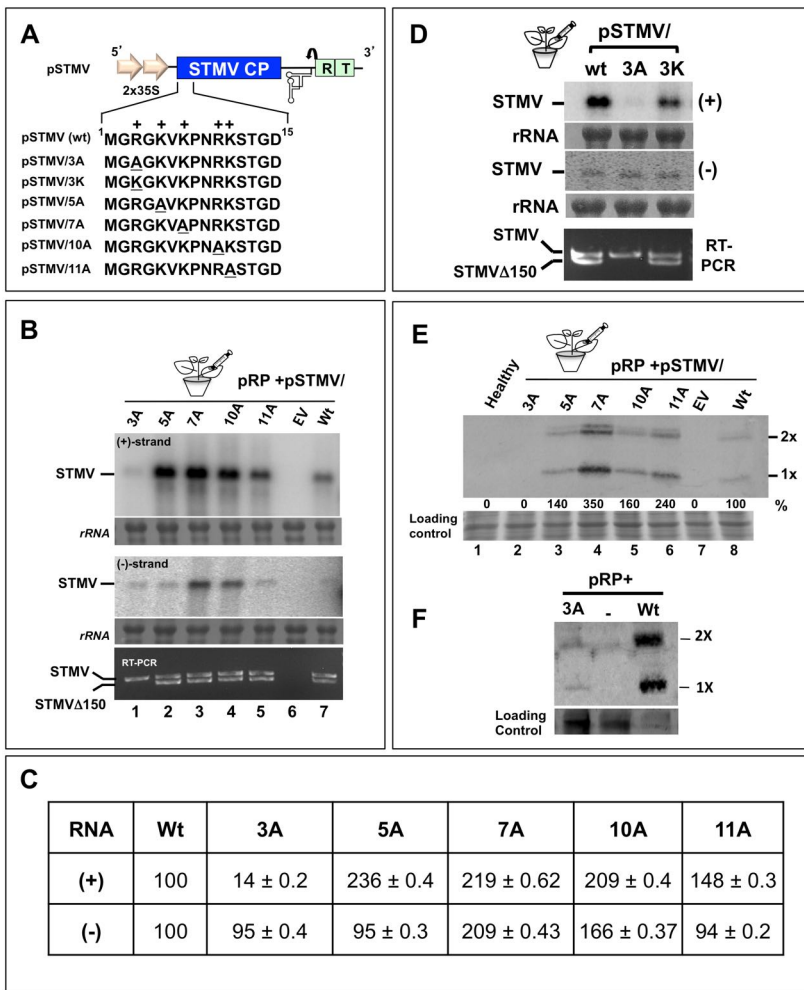 A
5’
3’
pSTMV
STMV CP
R T
2x35S
1 + + + ++ 15
pSTMV (wt) MGRGKVKPNRKSTGD
pSTMV/3A MGAGKVKPNRKSTGD
pSTMV/3K MGKGKVKPNRKSTGD
pSTMV/5A MGRGAVKPNRKSTGD
pSTMV/7A MGRGKVAPNRKSTGD
pSTMV/10A MGRGKVKPNAKSTGD
pSTMV/11A MGRGKVKPNRASTGD
B
pRP +pSTMV/
3A 5A 7A 10A 11A EV Wt
(+)-strand
STMV
rRNA
(-)-strand
STMV
rRNA
RT-PCR
STMV
STMVΔ150
1 2 3 4 5 6 7
D
pSTMV/
wt 3A 3K
STMV (+)
rRNA
STMV (-)
rRNA
STMV
STMVΔ150
RT-
PCR
E
pRP +pSTMV/
Healthy 3A 5A 7A 10A 11A EV Wt
2x
1x
0 0 140 350 160 240 0 100 %
Loading
control
1 2 3 4 5 6 7 8
F
pRP+
3A - Wt
2X
1X
Loading
Control
C
RNA Wt 3A 5A 7A 10A 11A
(+) 100 14 ± 0.2 236 ± 0.4 219 ± 0.62 209 ± 0.4 148 ± 0.3
(-) 100 95 ± 0.4 95 ± 0.3 209 ± 0.43 166 ± 0.37 94 ± 0.2